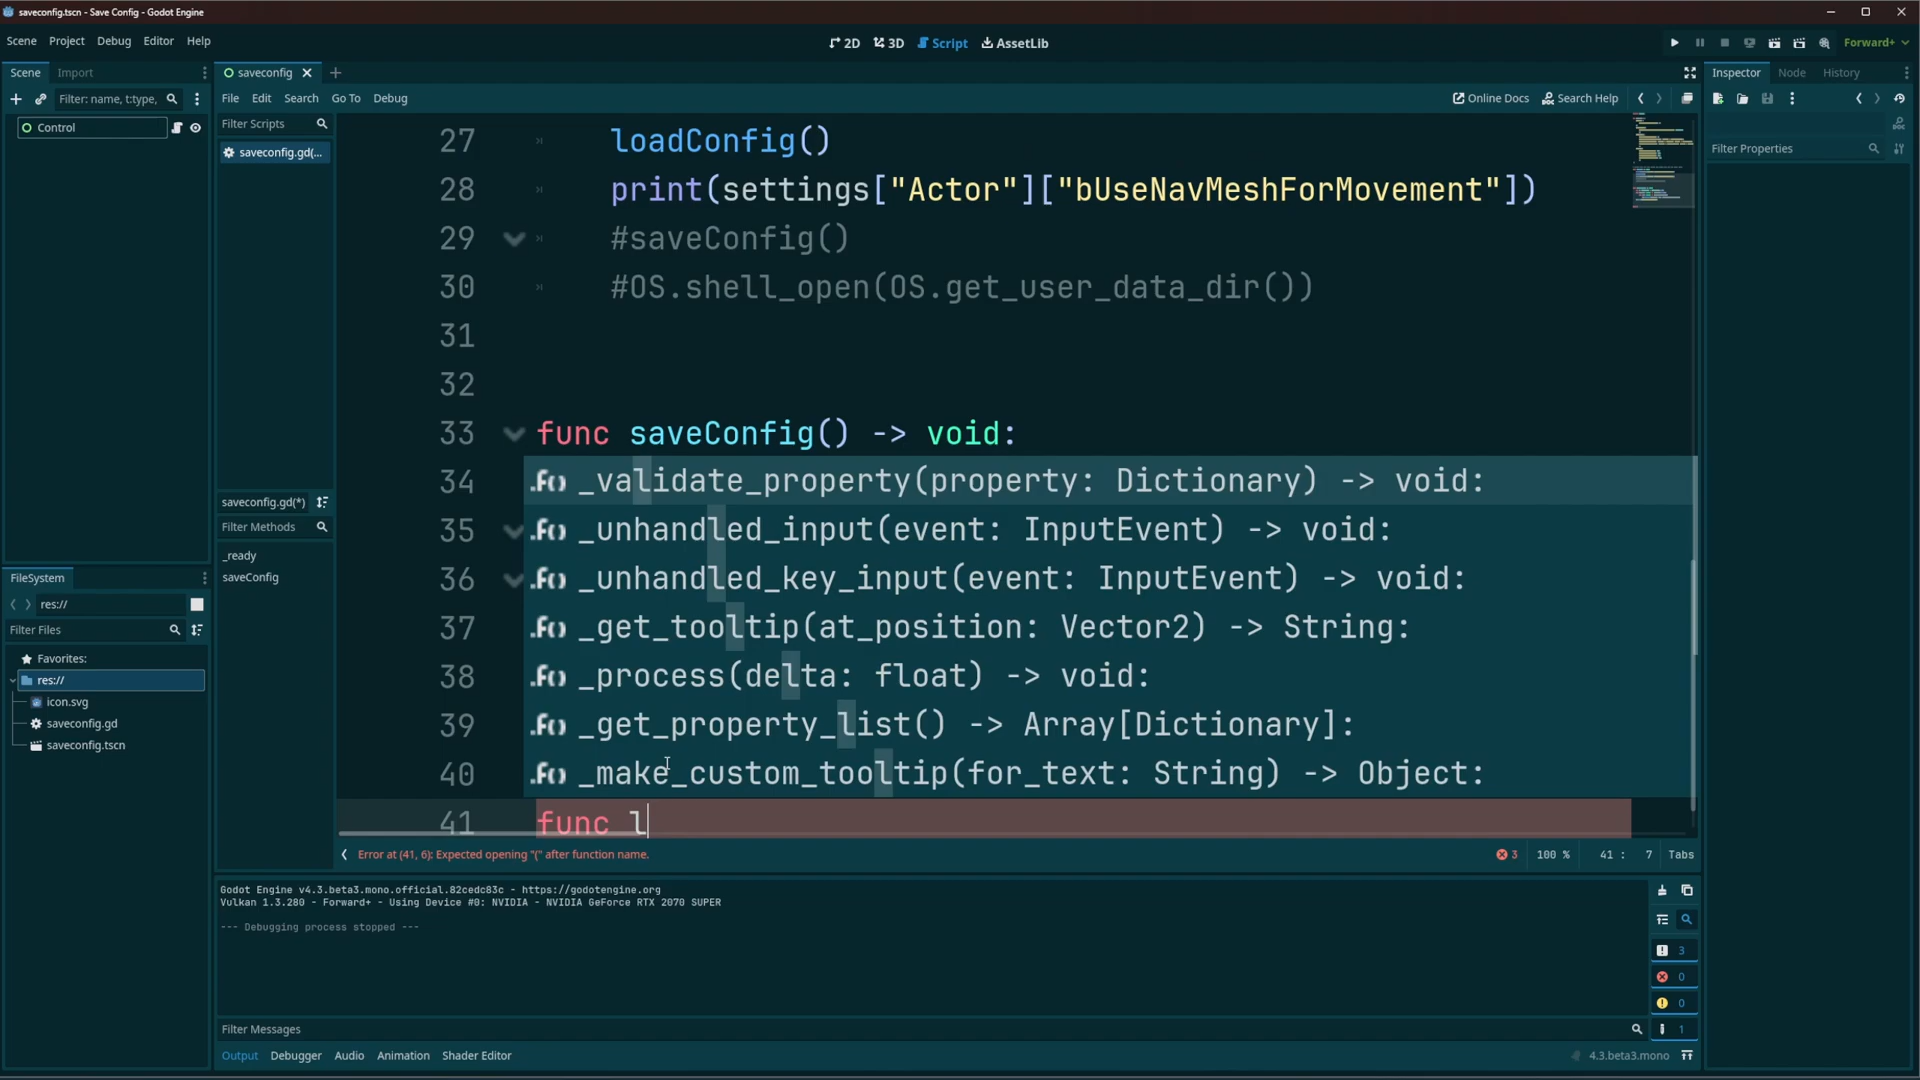 saveconfig.tscn - Save Config - Godot Engine
Scene Project Debug Editor Help
2D 3D Script AssetLib
Forward+
Scene Import
saveconfig
Inspector Node History
Filter: name, t:type,
File Edit Search Go To Debug
Online Docs Search Help
Control
Filter Scripts
saveconfig.gd(...
Filter Properties
27 loadConfig()
28 print(settings["Actor"]["bUseNavMeshForMovement"])
29 #saveConfig()
30 #OS.shell_open(OS.get_user_data_dir())
31
32
33 func saveConfig() -> void:
34 _validate_property(property: Dictionary) -> void:
35 _unhandled_input(event: InputEvent) -> void:
36 _unhandled_key_input(event: InputEvent) -> void:
37 _get_tooltip(at_position: Vector2) -> String:
38 _process(delta: float) -> void:
39 _get_property_list() -> Array[Dictionary]:
40 _make_custom_tooltip(for_text: String) -> Object:
41 func l
saveconfig.gd(*)
Filter Methods
_ready
saveConfig
FileSystem
res://
Filter Files
Favorites:
res://
icon.svg
saveconfig.gd
saveconfig.tscn
Error at (41, 6): Expected opening "(" after function name.
3 100 % 41 : 7 Tabs
Godot Engine v4.3.beta3.mono.official.82cedc83c - https://godotengine.org
Vulkan 1.3.280 - Forward+ - Using Device #0: NVIDIA - NVIDIA GeForce RTX 2070 SUPER
--- Debugging process stopped ---
3
0
0
1
Filter Messages
Output Debugger Audio Animation Shader Editor
4.3.beta3.mono